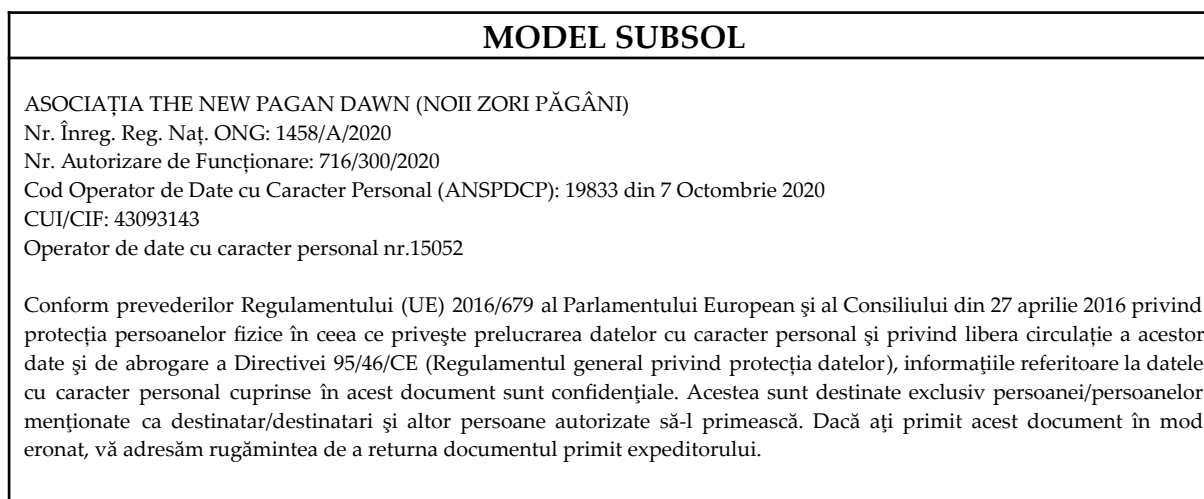 MODEL SUBSOL
ASOCIAȚIA THE NEW PAGAN DAWN (NOII ZORI PĂGÂNI)
Nr. Înreg. Reg. Naț. ONG: 1458/A/2020
Nr. Autorizare de Funcționare: 716/300/2020
Cod Operator de Date cu Caracter Personal (ANSPDCP): 19833 din 7 Octombrie 2020
CUI/CIF: 43093143
Operator de date cu caracter personal nr.15052
Conform prevederilor Regulamentului (UE) 2016/679 al Parlamentului European şi al Consiliului din 27 aprilie 2016 privind
protecția persoanelor fizice în ceea ce priveşte prelucrarea datelor cu caracter personal şi privind libera circulație a acestor
date şi de abrogare a Directivei 95/46/CE (Regulamentul general privind protecția datelor), informaţiile referitoare la datele
cu caracter personal cuprinse în acest document sunt confidenţiale. Acestea sunt destinate exclusiv persoanei/persoanelor
menţionate ca destinatar/destinatari şi altor persoane autorizate să-l primească. Dacă aţi primit acest document în mod
eronat, vă adresăm rugămintea de a returna documentul primit expeditorului.